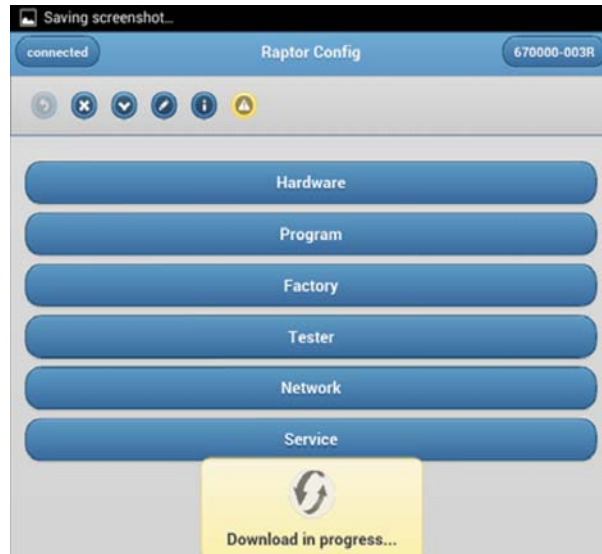 Saving screenshot...
connected
Raptor Config
670000-003R
Hardware
Program
Factory
Tester
Network
Service
Download in progress...